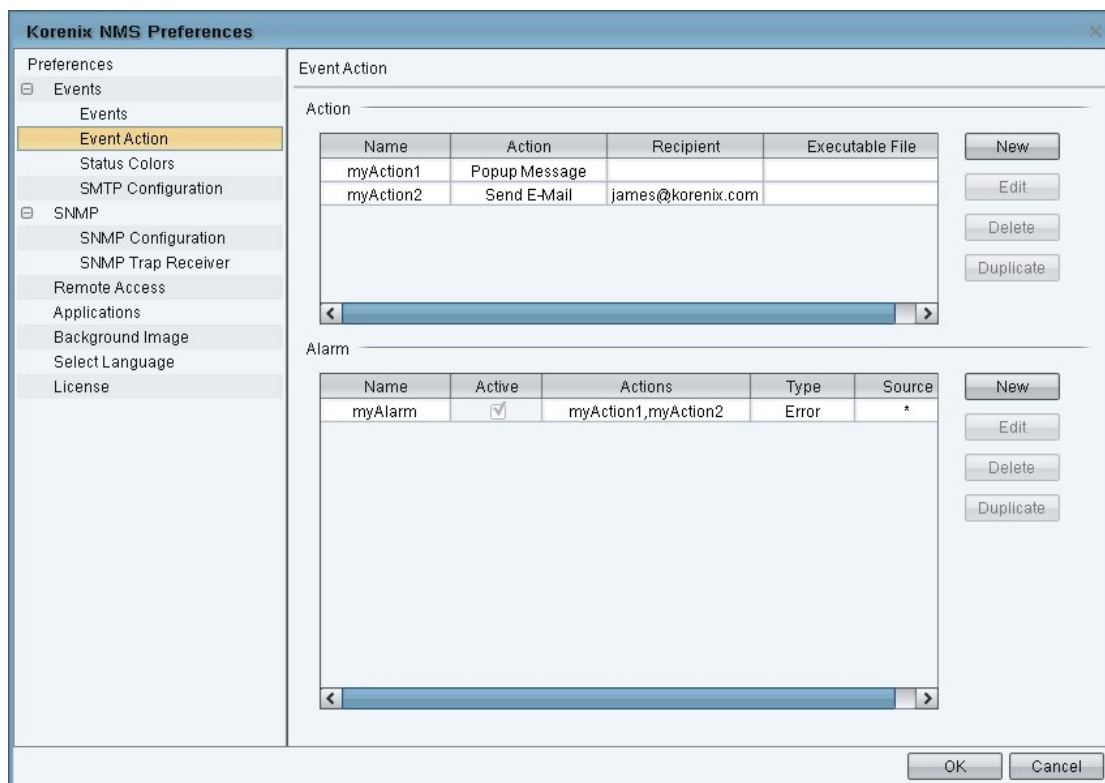 Korenix NMS Preferences
Preferences
Events
Events
Event Action
Status Colors
SMTP Configuration
SNMP
SNMP Configuration
SNMP Trap Receiver
Remote Access
Applications
Background Image
Select Language
License
Event Action
Action
Name Action Recipient Executable File
myAction1 Popup Message
myAction2 Send E-Mail james@korenix.com
New
Edit
Delete
Duplicate
Alarm
Name Active Actions Type Source
myAlarm myAction1,myAction2 Error *
New
Edit
Delete
Duplicate
OK Cancel